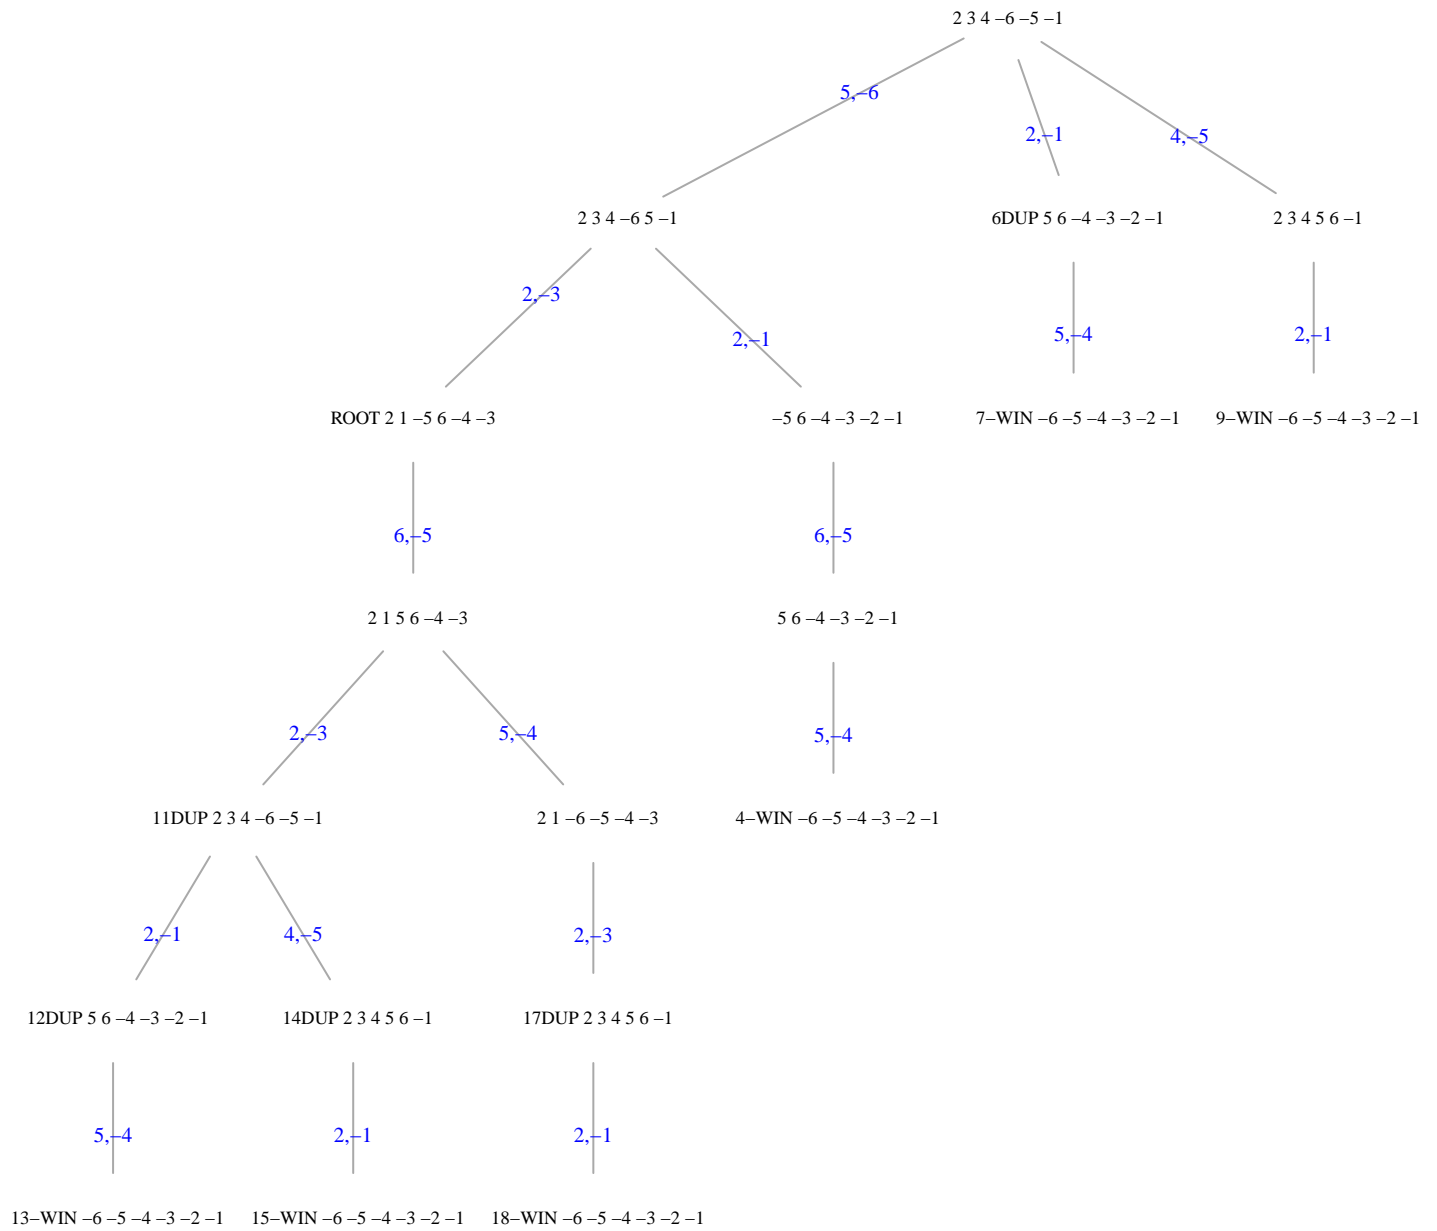 2 3 4 –6 –5 –1
5,–6
2,–1
4,–5
2 3 4 –6 5 –1
6DUP 5 6 –4 –3 –2 –1
2 3 4 5 6 –1
2,–3
2,–1
5,–4
2,–1
ROOT 2 1 –5 6 –4 –3
–5 6 –4 –3 –2 –1
7–WIN –6 –5 –4 –3 –2 –1
9–WIN –6 –5 –4 –3 –2 –1
6,–5
6,–5
2 1 5 6 –4 –3
5 6 –4 –3 –2 –1
2,–3
5,–4
5,–4
11DUP 2 3 4 –6 –5 –1
2 1 –6 –5 –4 –3
4–WIN –6 –5 –4 –3 –2 –1
2,–1
4,–5
2,–3
12DUP 5 6 –4 –3 –2 –1
14DUP 2 3 4 5 6 –1
17DUP 2 3 4 5 6 –1
5,–4
2,–1
2,–1
13–WIN –6 –5 –4 –3 –2 –1
15–WIN –6 –5 –4 –3 –2 –1
18–WIN –6 –5 –4 –3 –2 –1